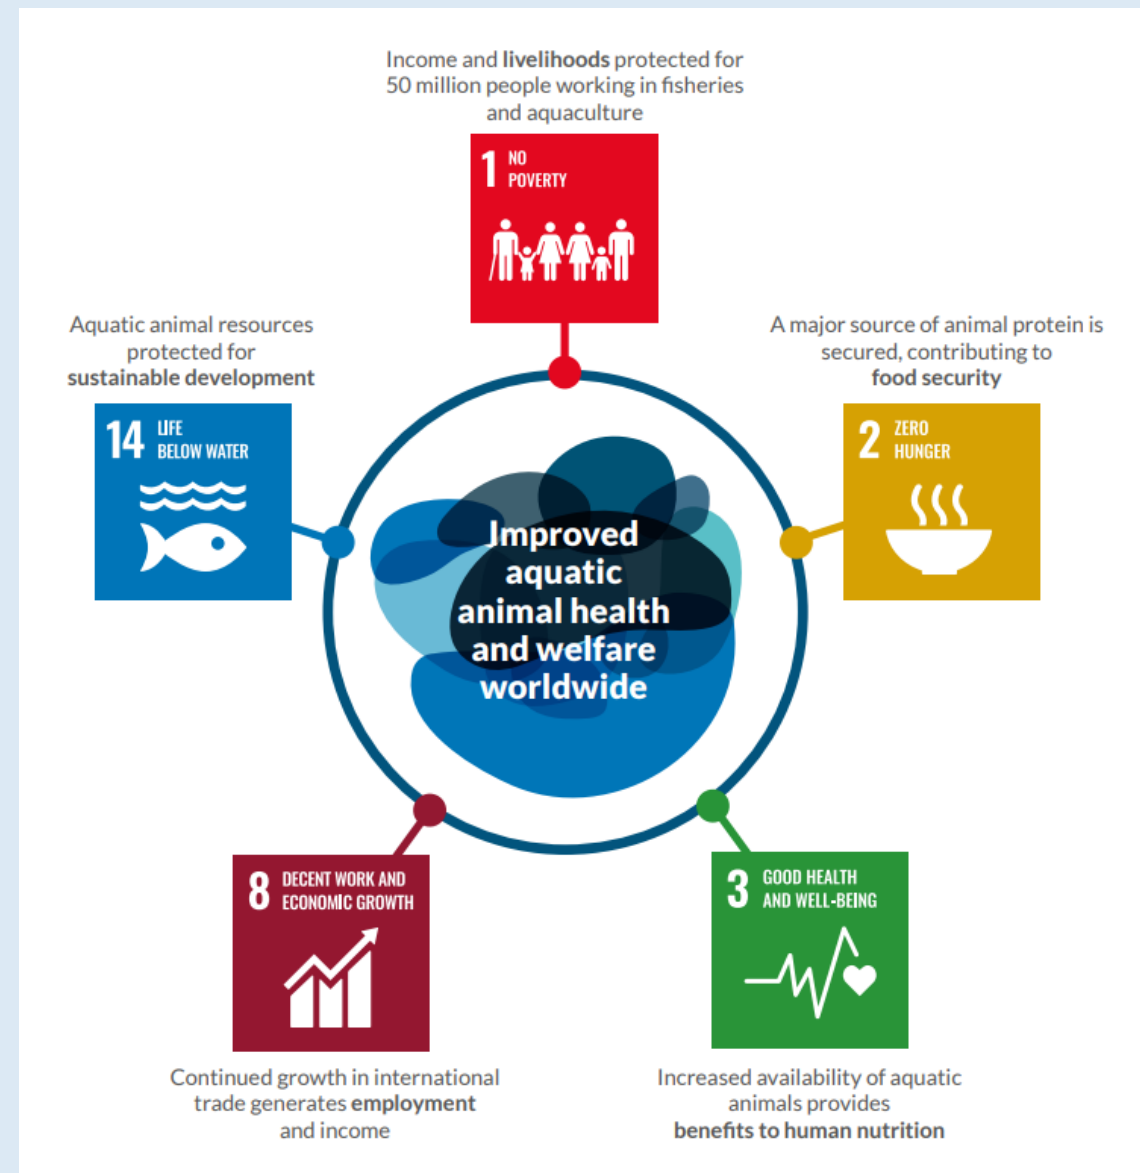 Income and livelihoods protected for
50 million people working in fisheries
and aquaculture
1 NO
POVERTY
Aquatic animal resources
protected for
sustainable development
14 LIFE
BELOW WATER
A major source of animal protein is
secured, contributing to
food security
2 ZERO
HUNGER
Improved
aquatic
animal health
and welfare
worldwide
8 DECENT WORK AND
ECONOMIC GROWTH
Continued growth in international
trade generates employment
and income
3 GOOD HEALTH
AND WELL-BEING
Increased availability of aquatic
animals provides
benefits to human nutrition